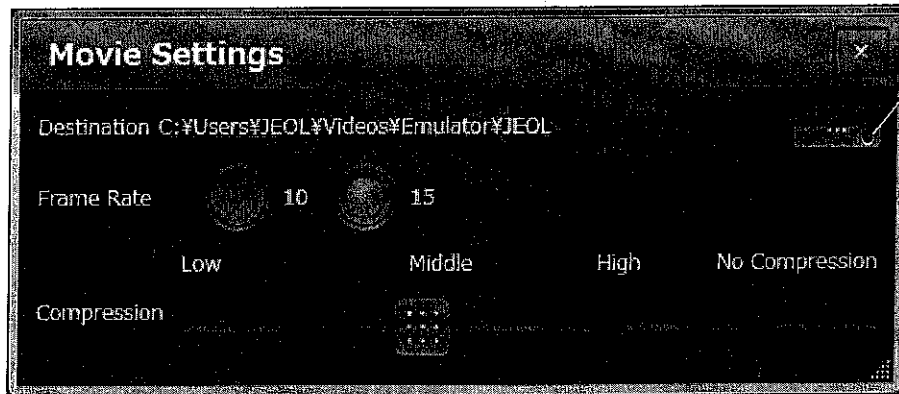 Movie Settings ×
Destination C:¥Users¥JEOL¥Videos¥Emulator¥JEOL ...
Frame Rate 10 15
Low Middle High No Compression
Compression